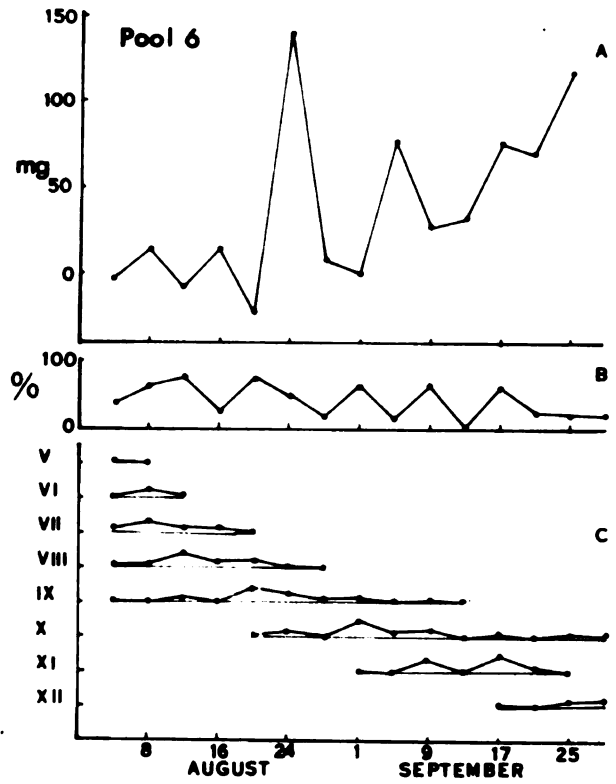 150
Pool 6
A
100
mg
50
0
100
%
B
0
V
VI
VII
VIII
C
IX
X
XI
XII
8 16 24 1 9 17 25
AUGUST SEPTEMBER